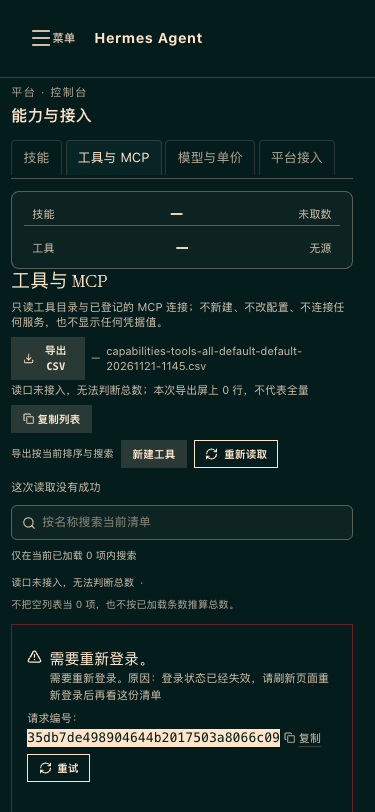 菜单 Hermes Agent
平台 · 控制台
能力与接入
技能 工具与 MCP 模型与单价 平台接入
技能 — 未取数
工具 — 无源
工具与 MCP
只读工具目录与已登记的 MCP 连接；不新建、不改配置、不连接任
何服务，也不显示任何凭据值。
导出
CSV
— capabilities-tools-all-default-default-
20261121-1145.csv
读口未接入，无法判断总数；本次导出屏上 0 行，不代表全量
复制列表
导出按当前排序与搜索 新建工具 重新读取
这次读取没有成功
按名称搜索当前清单
仅在当前已加载 0 项内搜索
读口未接入，无法判断总数 ·
不把空列表当 0 项，也不按已加载条数推算总数。
需要重新登录。
需要重新登录。原因：登录状态已经失效，请刷新页面重
新登录后再看这份清单
请求编号：
35db7de498904644b2017503a8066c09 复制
重试